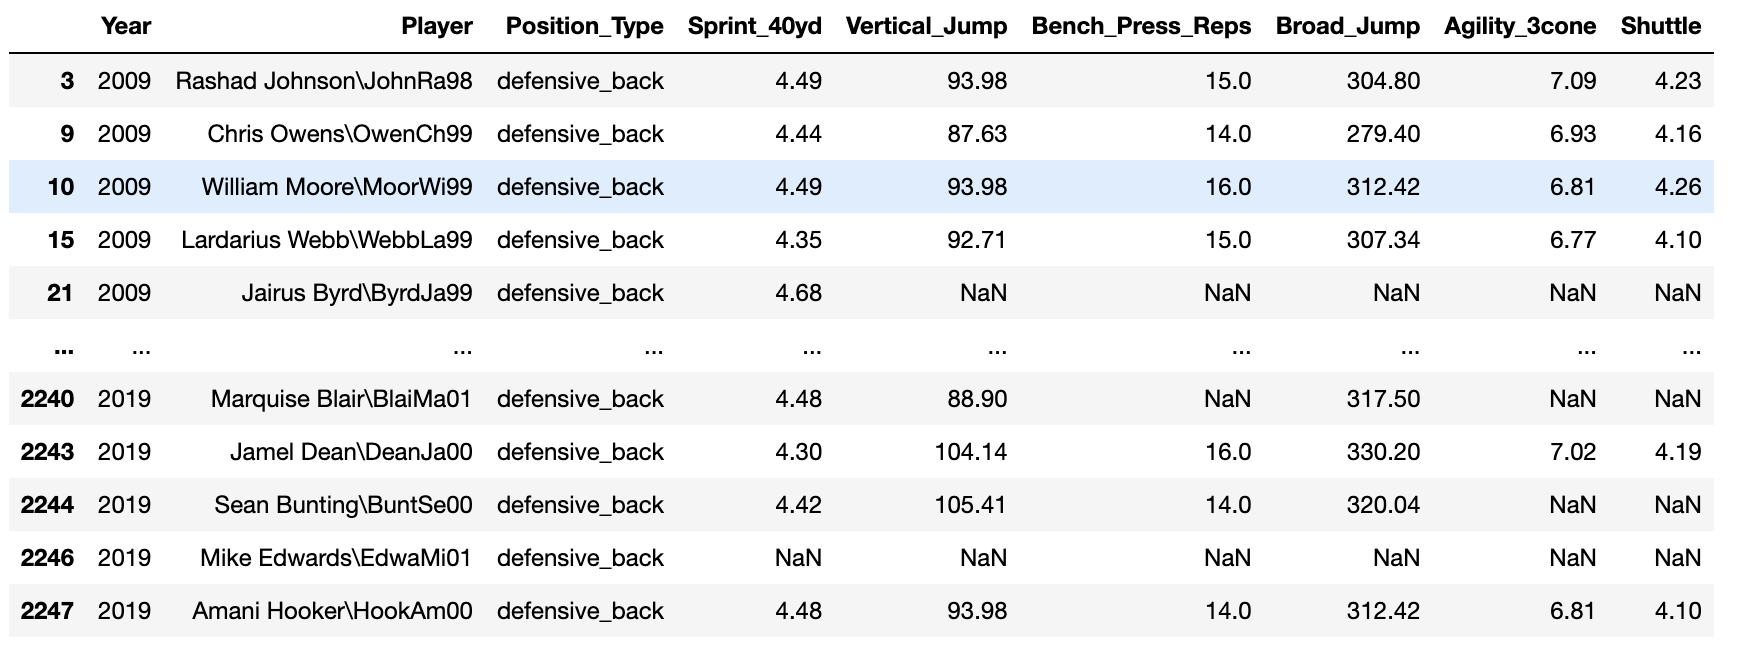 Year Player Position_Type Sprint_40yd Vertical_Jump Bench_Press_Reps Broad_Jump Agility_3cone Shuttle
3 2009 Rashad Johnson\JohnRa98 defensive_back 4.49 93.98 15.0 304.80 7.09 4.23
9 2009 Chris Owens\OwenCh99 defensive_back 4.44 87.63 14.0 279.40 6.93 4.16
10 2009 William Moore\MoorWi99 defensive_back 4.49 93.98 16.0 312.42 6.81 4.26
15 2009 Lardarius Webb\WebbLa99 defensive_back 4.35 92.71 15.0 307.34 6.77 4.10
21 2009 Jairus Byrd\ByrdJa99 defensive_back 4.68 NaN NaN NaN NaN NaN
... ... ... ... ... ... ... ... ... ...
2240 2019 Marquise Blair\BlaiMa01 defensive_back 4.48 88.90 NaN 317.50 NaN NaN
2243 2019 Jamel Dean\DeanJa00 defensive_back 4.30 104.14 16.0 330.20 7.02 4.19
2244 2019 Sean Bunting\BuntSe00 defensive_back 4.42 105.41 14.0 320.04 NaN NaN
2246 2019 Mike Edwards\EdwaMi01 defensive_back NaN NaN NaN NaN NaN NaN
2247 2019 Amani Hooker\HookAm00 defensive_back 4.48 93.98 14.0 312.42 6.81 4.10